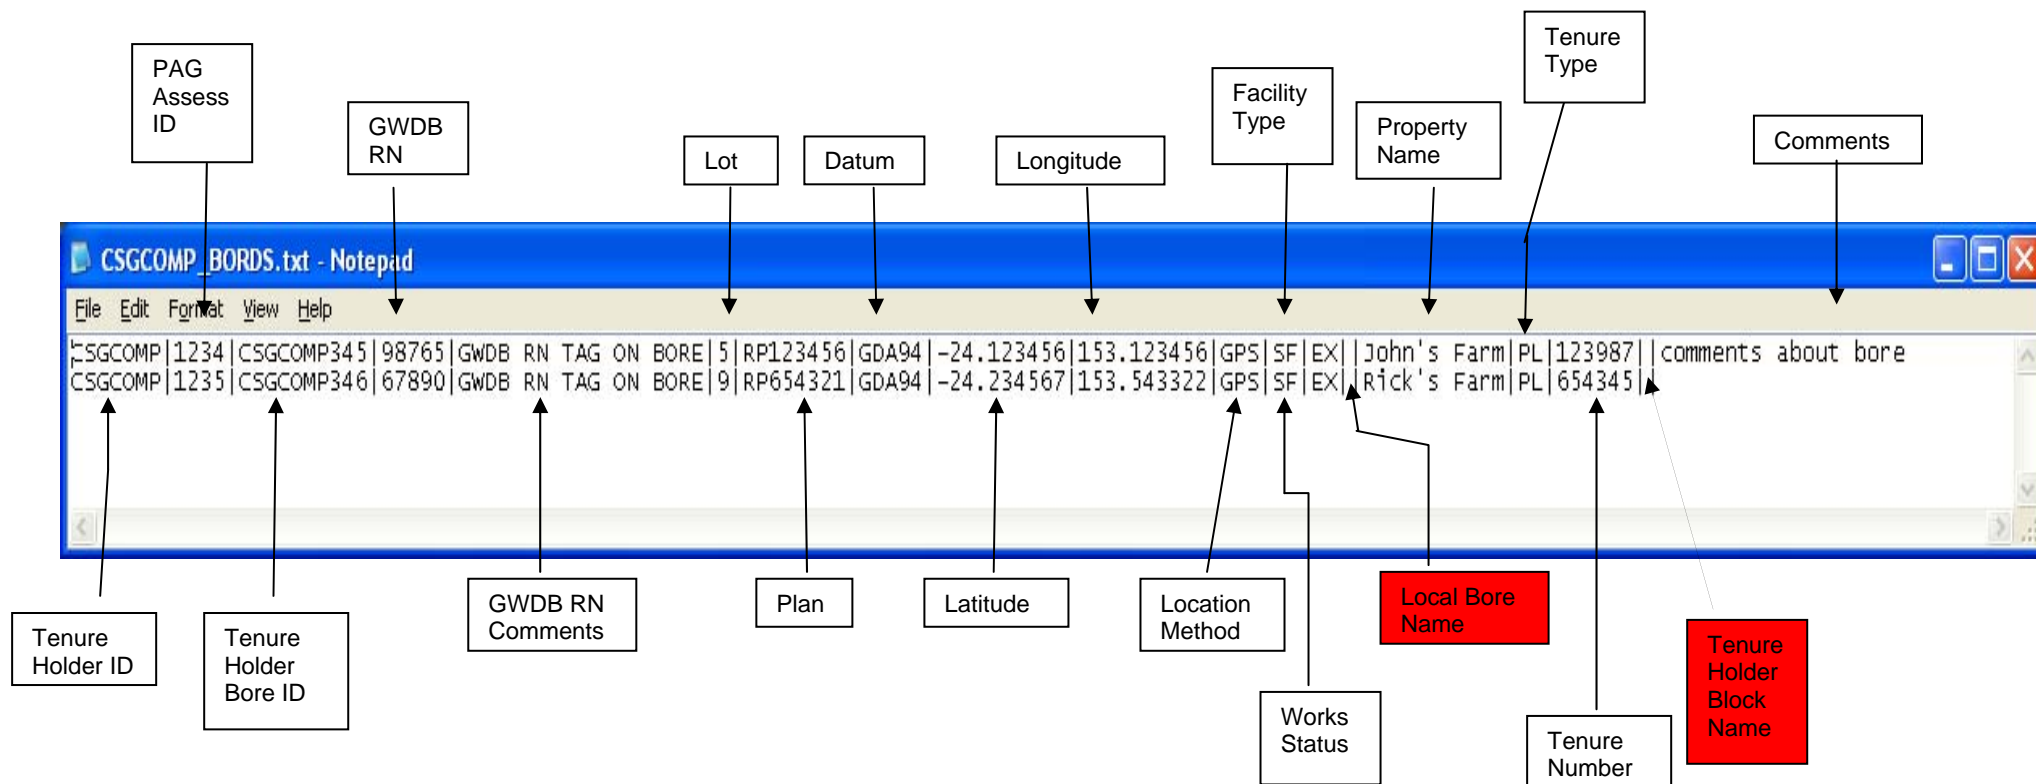 Tenure
Type
PAG
Assess
ID
Facility
Type
GWDB
RN
Property
Name
Lot
Datum
Longitude
Comments
CSGCOMP_BORDS.txt - Notepad
File Edit Format View Help
CSGCOMP|1234|CSGCOMP345|98765|GWDB RN TAG ON BORE|5|RP123456|GDA94|-24.123456|153.123456|GPS|SF|EX||John's Farm|PL|123987||comments about bore
CSGCOMP|1235|CSGCOMP346|67890|GWDB RN TAG ON BORE|9|RP654321|GDA94|-24.234567|153.543322|GPS|SF|EX||Rick's Farm|PL|654345||
Tenure
Holder ID
Tenure
Holder
Bore ID
GWDB RN
Comments
Plan
Latitude
Location
Method
Local Bore
Name
Works
Status
Tenure
Number
Tenure
Holder
Block
Name